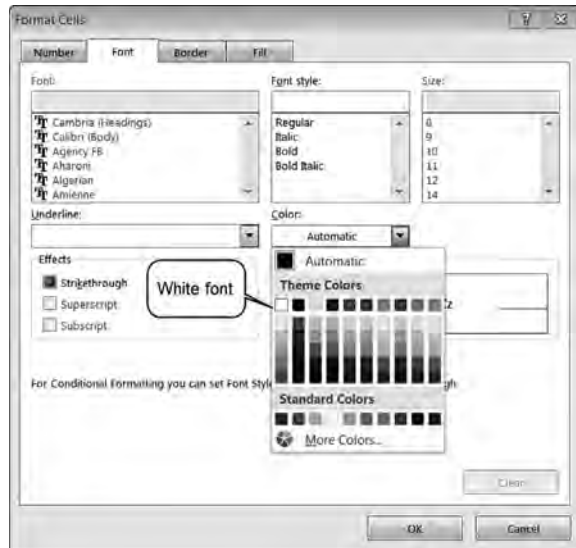 Format Cells
Number Font Border Fill
Font: Font style: Size:
Cambria (Headings) Regular 8
Calibri (Body) Italic 9
Agency FB Bold 10
Aharoni Bold Italic 11
Algerian 12
Arienne 14
Underline: Color:
Automatic
Effects Automatic
Strikethrough White font Theme Colors
Superscript
Subscript
For Conditional Formatting you can set Font Style
Standard Colors
More Colors...
Clear
OK Cancel